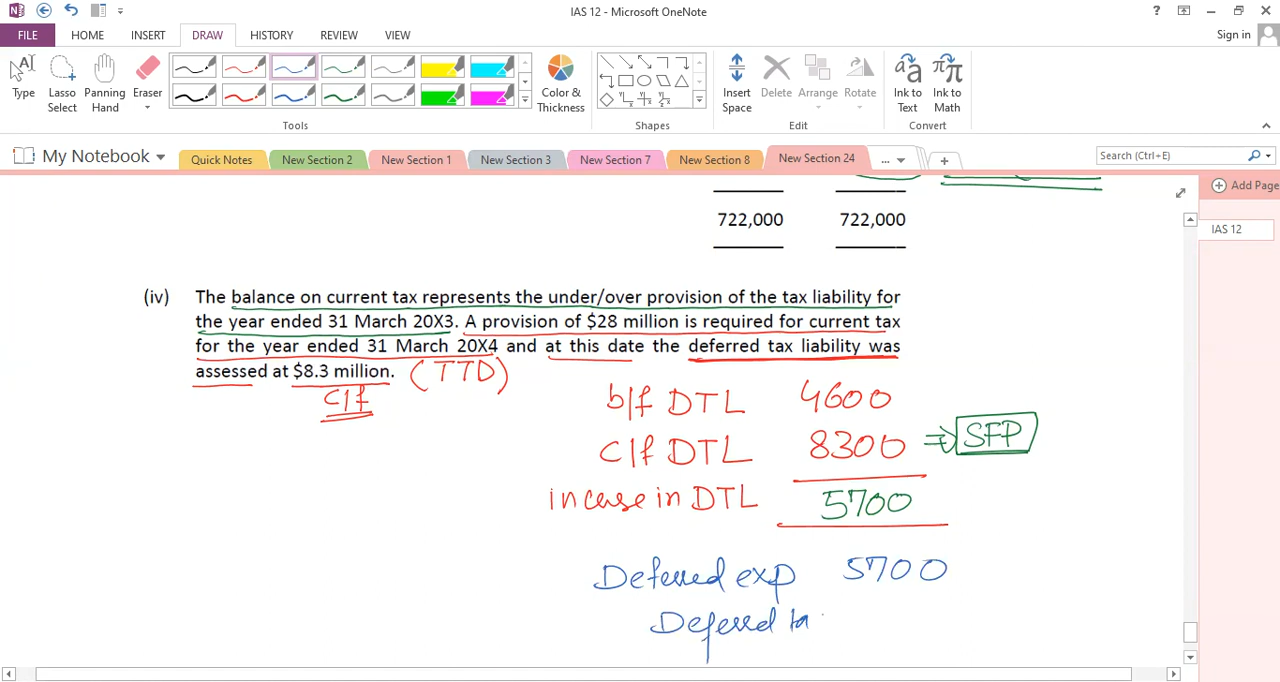 IAS 12 - Microsoft OneNote
?
FILE HOME INSERT DRAW HISTORY REVIEW VIEW Sign in
Type Lasso Select Panning Hand Eraser Color & Thickness Insert Space Delete Arrange Rotate Ink to Text Ink to Math
Tools Shapes Edit Convert
My Notebook Quick Notes New Section 2 New Section 1 New Section 3 New Section 7 New Section 8 New Section 24 ... + Search (Ctrl+E)
Add Page
IAS 12
722,000 722,000
(iv) The balance on current tax represents the under/over provision of the tax liability for
the year ended 31 March 20X3. A provision of $28 million is required for current tax
for the year ended 31 March 20X4 and at this date the deferred tax liability was
assessed at $8.3 million. (TTD)
c/f
b/f DTL 4600
c/f DTL 8300 ⇒ SFP
incease in DTL 5700
Deferred exp 5700
Deferred ta